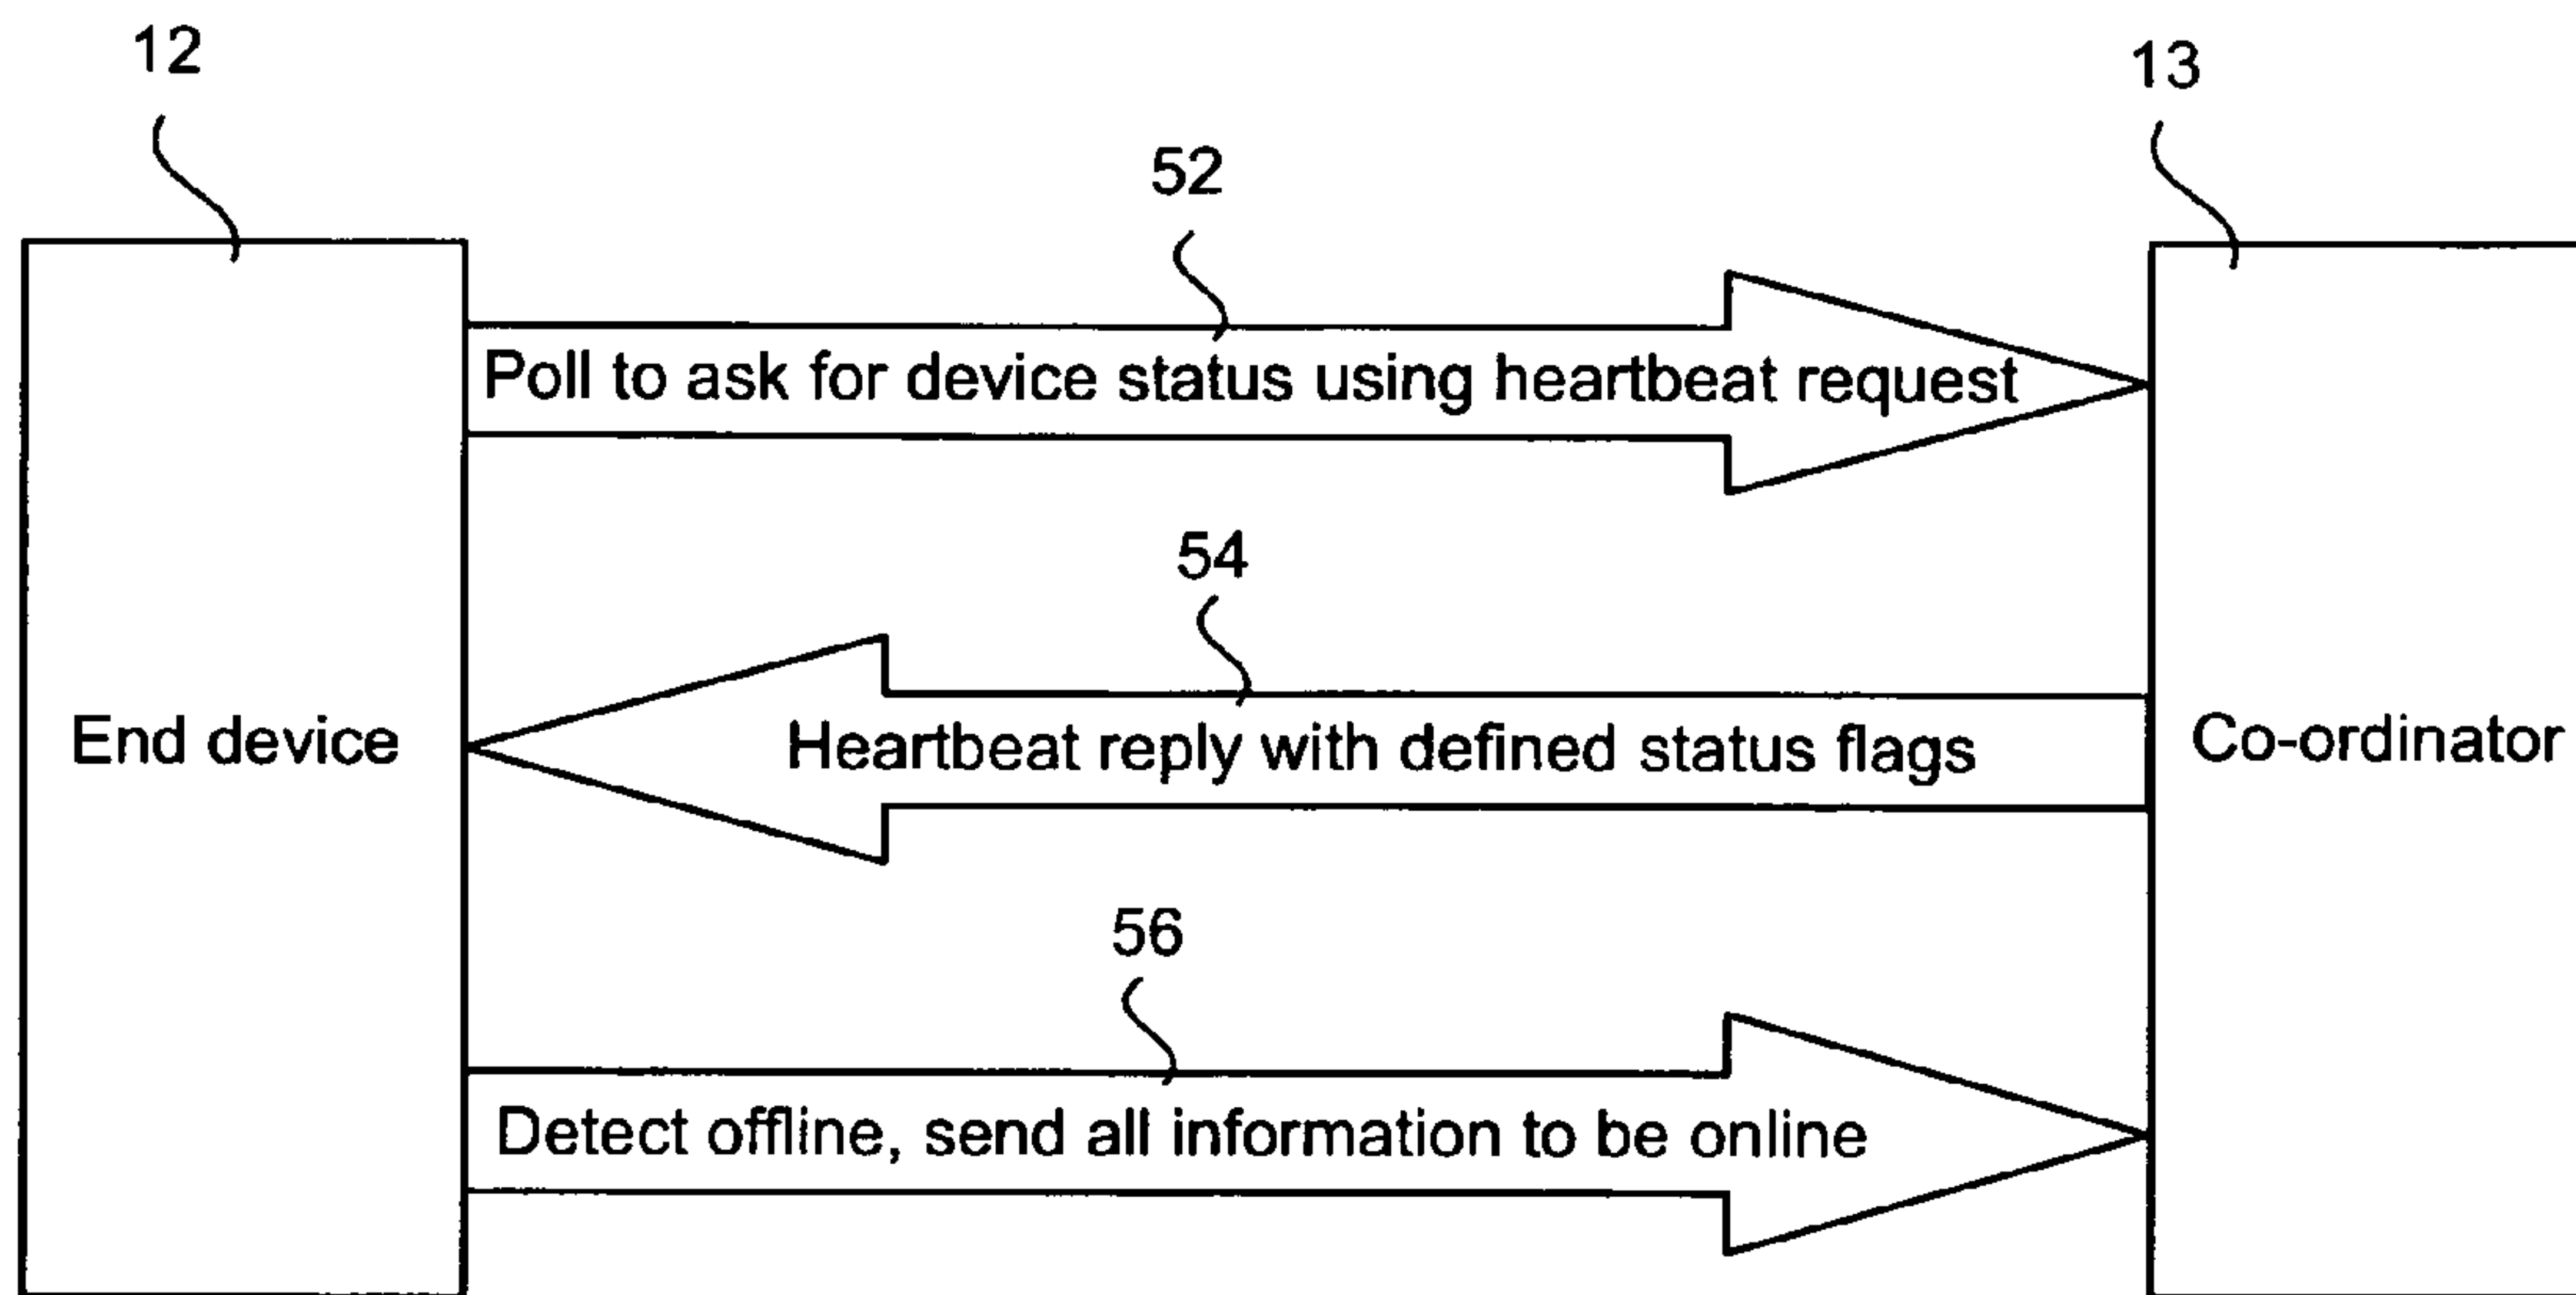 12
13
52
Poll to ask for device status using heartbeat request
54
End device
Heartbeat reply with defined status flags
Co-ordinator
56
Detect offline, send all information to be online